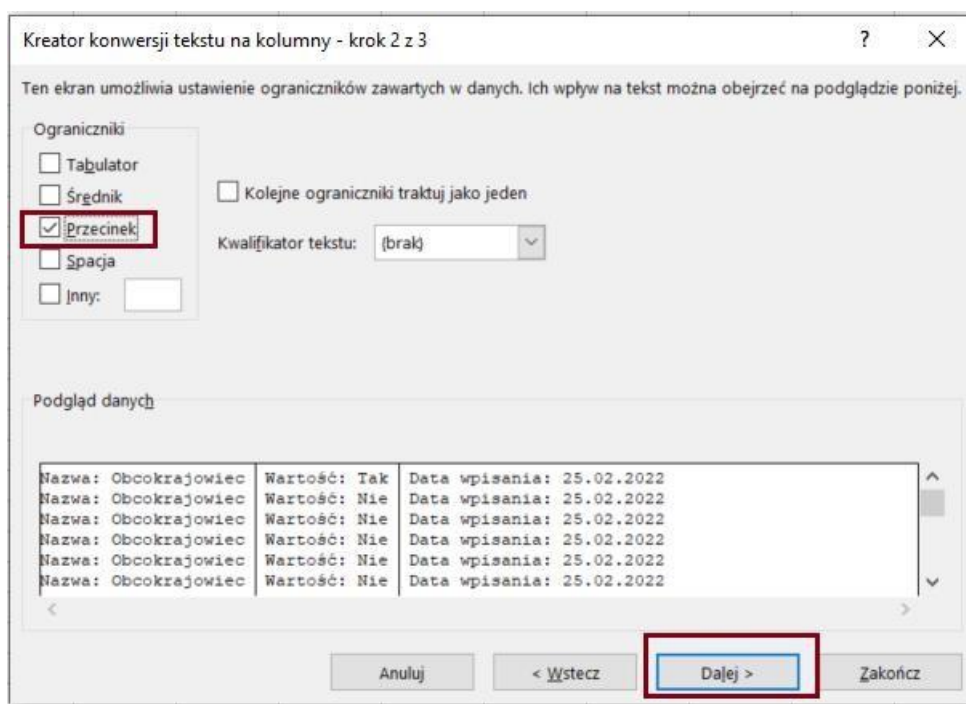 Kreator konwersji tekstu na kolumny - krok 2 z 3
Ten ekran umożliwia ustawienie ograniczników zawartych w danych. Ich wpływ na tekst można obejrzeć na podglądzie poniżej.
Ograniczniki
Tabulator
Średnik
Przecinek
Spacja
Inny:
Kolejne ograniczniki traktuj jako jeden
Kwalifikator tekstu: {brak}
Podgląd danych
Nazwa: Obcokrajowiec Wartość: Tak Data wpisania: 25.02.2022
Nazwa: Obcokrajowiec Wartość: Nie Data wpisania: 25.02.2022
Nazwa: Obcokrajowiec Wartość: Nie Data wpisania: 25.02.2022
Nazwa: Obcokrajowiec Wartość: Nie Data wpisania: 25.02.2022
Nazwa: Obcokrajowiec Wartość: Nie Data wpisania: 25.02.2022
Nazwa: Obcokrajowiec Wartość: Nie Data wpisania: 25.02.2022
Anuluj < Wstecz Dalej > Zakończ